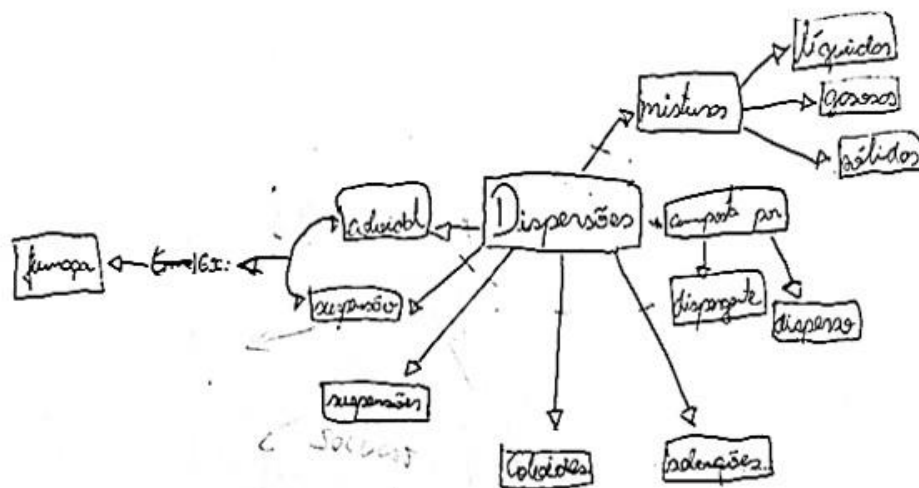 líquidos
misturas
gasosos
sólidos
Dispersões
composta por
coloidal
fumaça
EX:
suspensão
dispergente
disperso
suspensões
Coloides
soluções